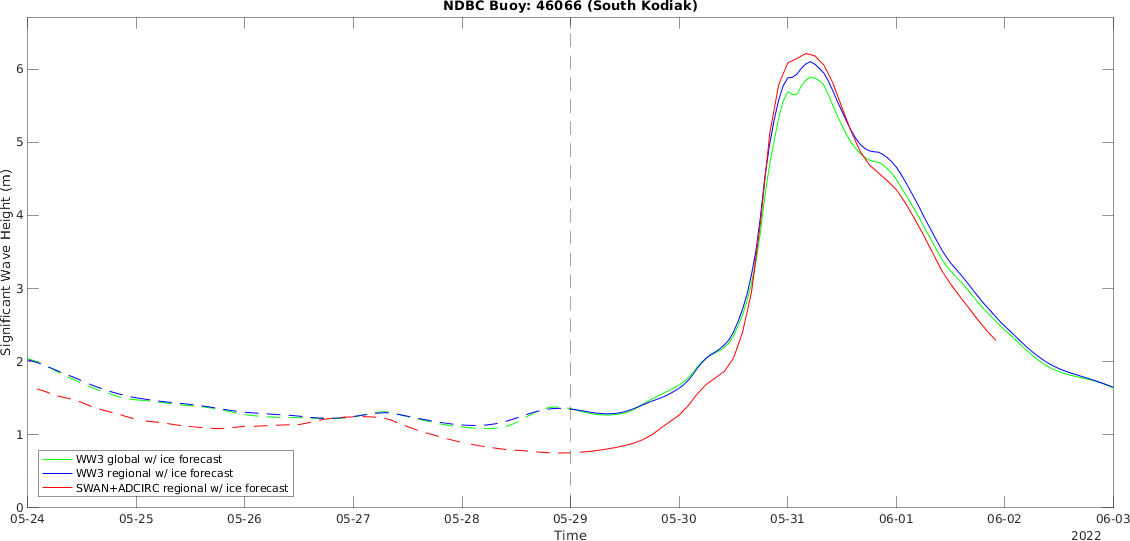 NDBC Buoy: 46066 (South Kodiak)
Significant Wave Height (m)
6
5
4
3
2
1
0
WW3 global w/ ice forecast
WW3 regional w/ ice forecast
SWAN+ADCIRC regional w/ ice forecast
05-24 05-25 05-26 05-27 05-28 05-29 05-30 05-31 06-01 06-02 06-03
Time
2022